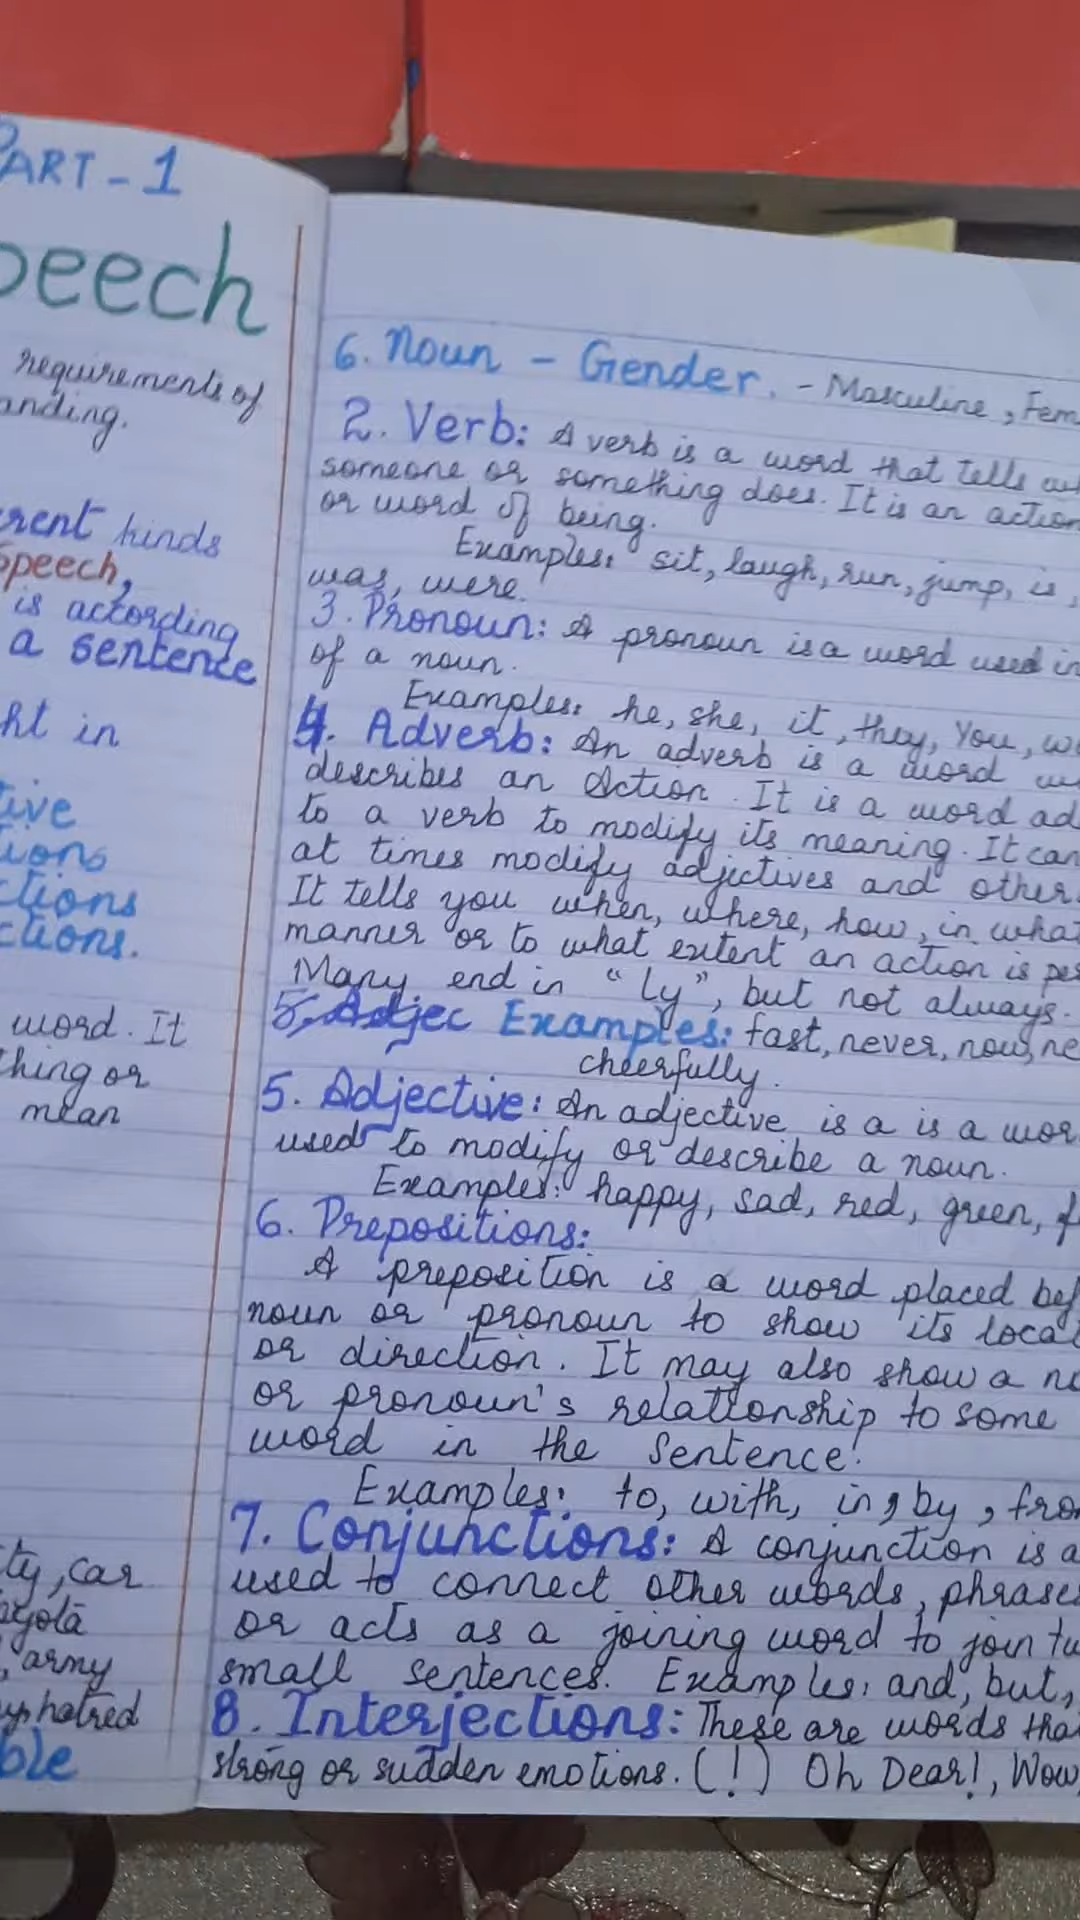 PART - 1
peech
requirements of
anding.
rent kinds
Speech,
is according
a sentence
ht in
tive
tions
ctions
ctions.
word. It
thing or
mean
ty, car
army
hatred
ble
6. Noun - Gender. - Masculine, Fem
2. Verb: A verb is a word that tells
someone or something does. It is an action
or word of being.
Examples: sit, laugh, run, jump, is,
was, were.
3. Pronoun: A pronoun is a word used in
of a noun.
Examples: he, she, it, they, You, we
4. Adverb: An adverb is a word
describes an Action. It is a word ad
to a verb to modify its meaning. It can
at times modify adjectives and other
It tells you when, where, how, in what
manner or to what extent an action is per
Many end in "ly", but not always.
5. Adjec Examples: fast, never, now, ne
cheerfully.
5. Adjective: An adjective is a is a wor
used to modify or describe a noun.
Examples: happy, sad, red, green, f
6. Prepositions:
A preposition is a word placed bef
noun or pronoun to show its locat
or direction. It may also show a no
or pronoun's relationship to some
word in the Sentence.
Examples: to, with, in, by, from
7. Conjunctions: A conjunction is a
used to connect other words, phrases
or acts as a joining word to join tw
small sentences. Examples: and, but,
8. Interjections: These are words that
strong or sudden emotions. (!) Oh Dear!, Wow